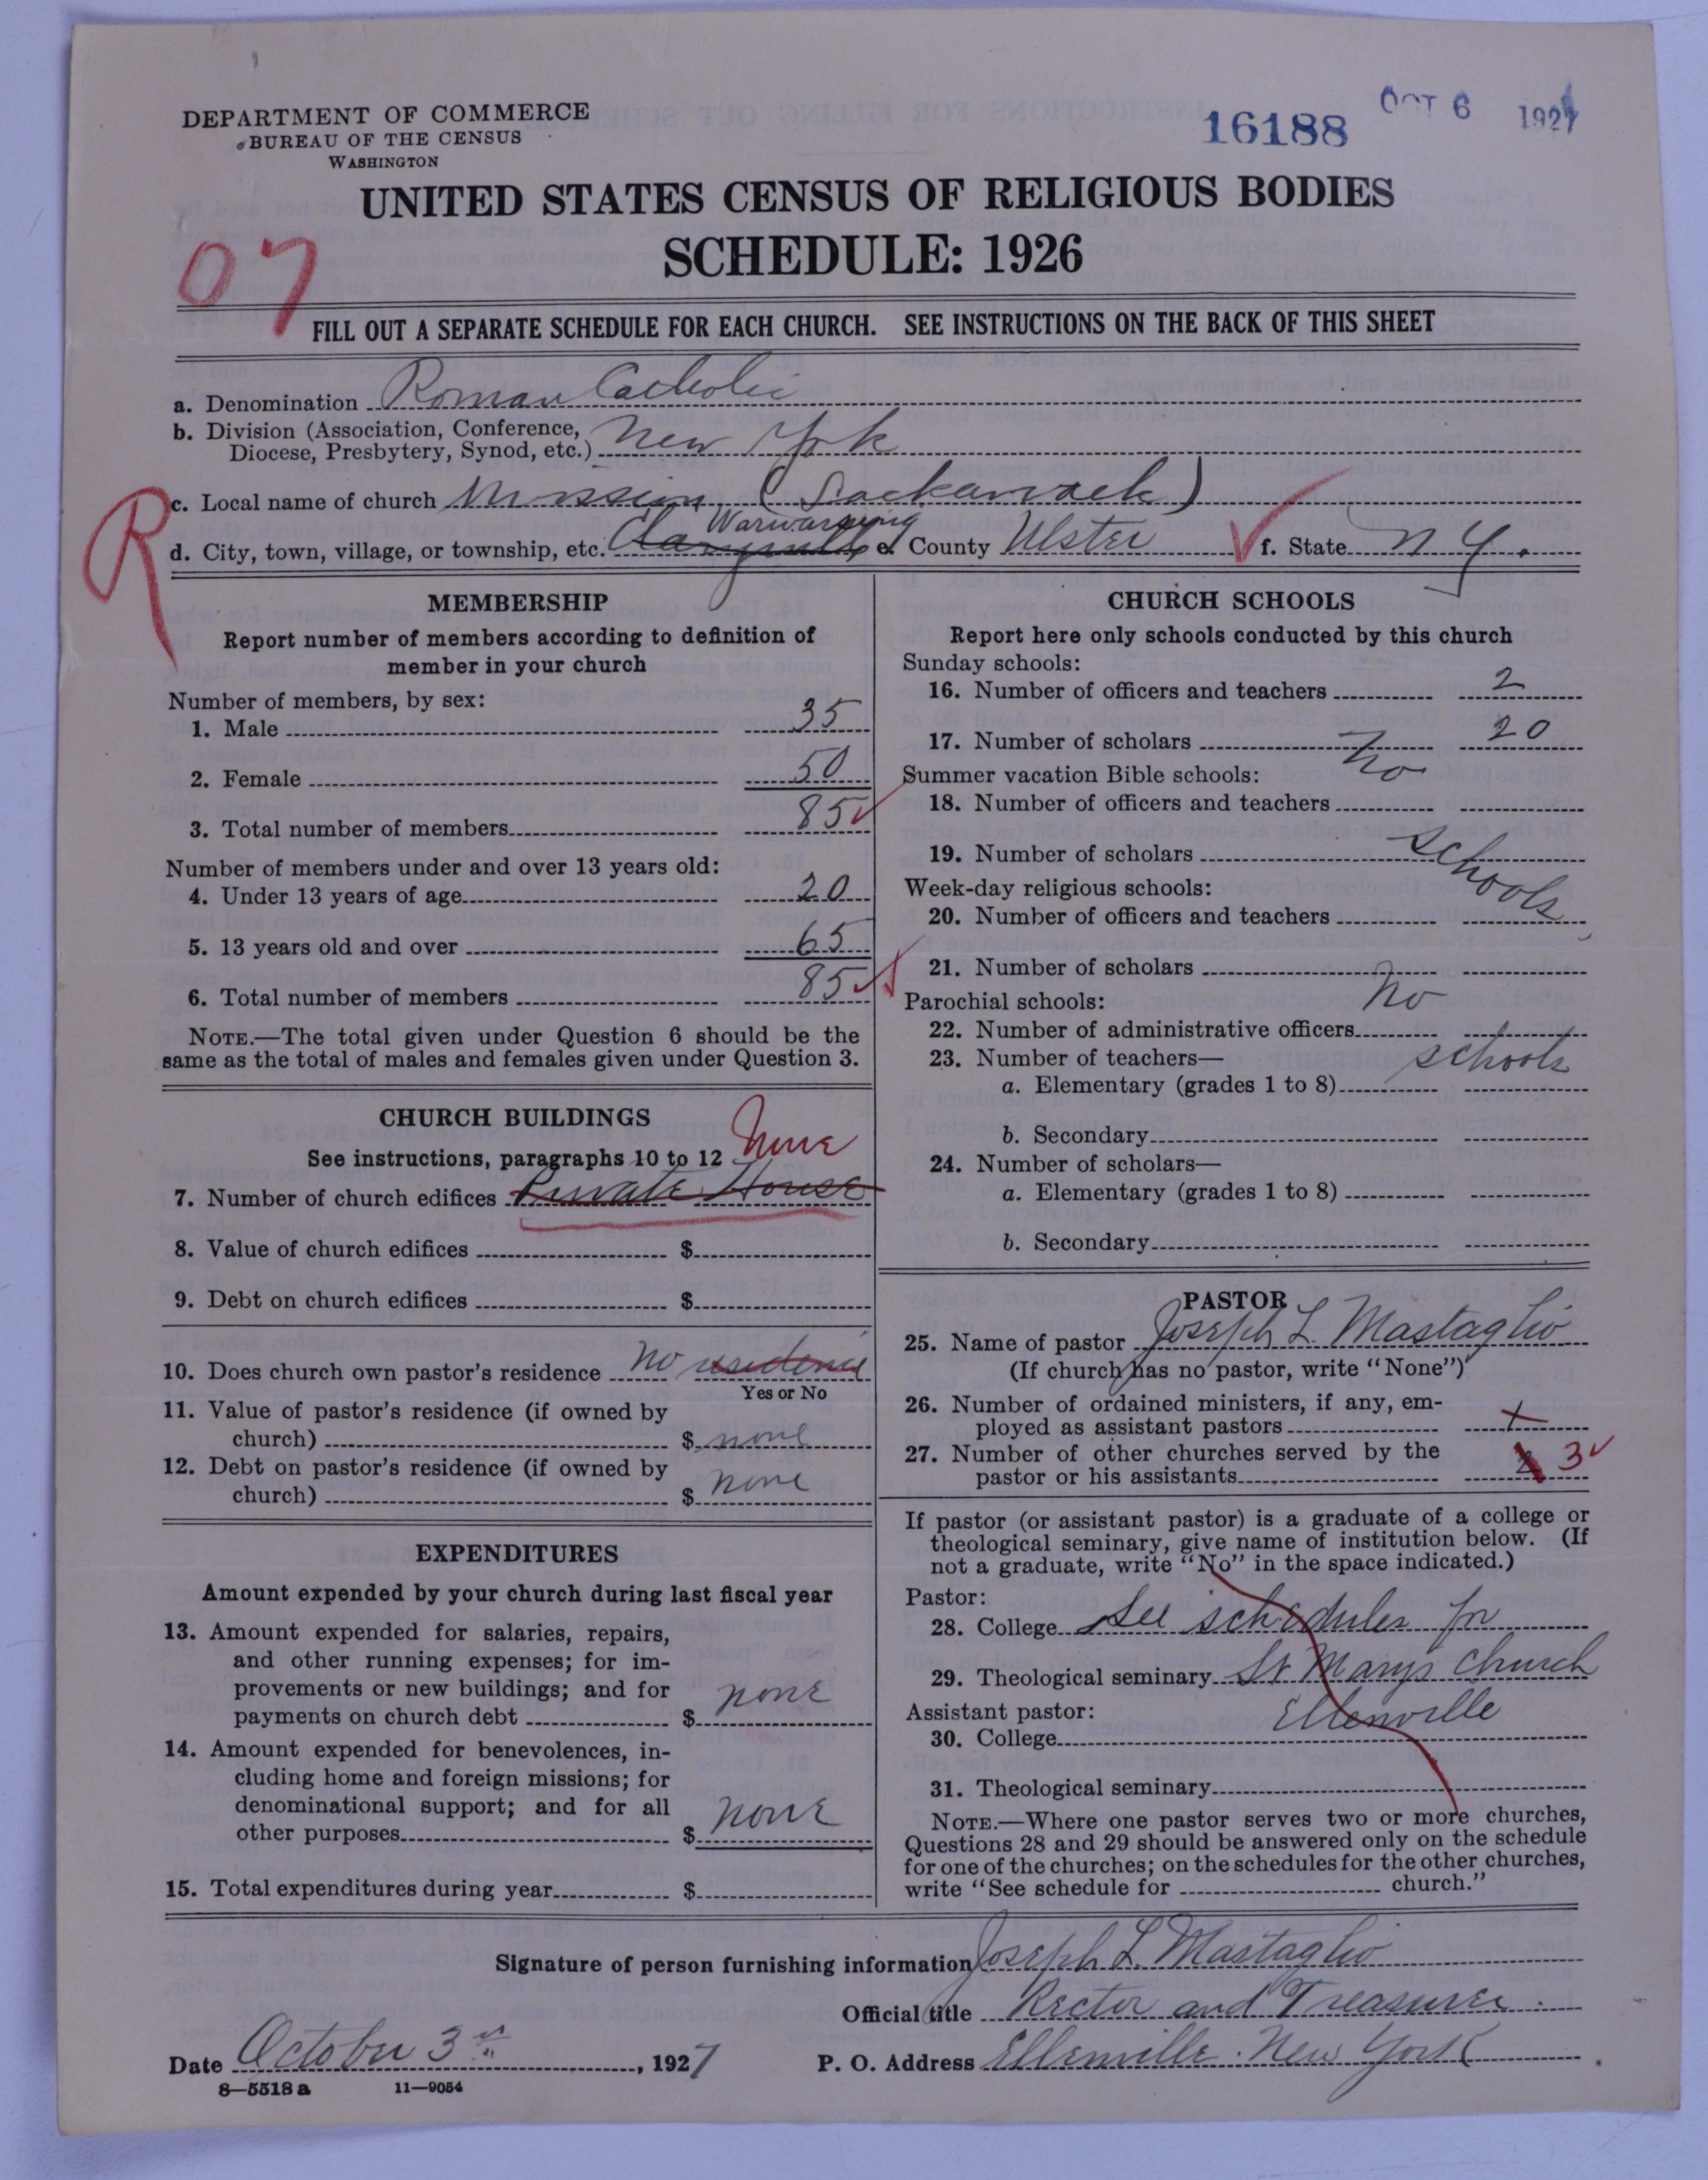 DEPARTMENT OF COMMERCE
BUREAU OF THE CENSUS
WASHINGTON
16188
OCT 6 1927
UNITED STATES CENSUS OF RELIGIOUS BODIES
SCHEDULE: 1926
07
FILL OUT A SEPARATE SCHEDULE FOR EACH CHURCH. SEE INSTRUCTIONS ON THE BACK OF THIS SHEET
a. Denomination Roman Catholic
b. Division (Association, Conference, Diocese, Presbytery, Synod, etc.) New York
R
c. Local name of church Mission (Lackawack)
d. City, town, village, or township, etc. Claryville Warwarsing e. County Ulster f. State N Y.
MEMBERSHIP
Report number of members according to definition of
member in your church
Number of members, by sex:
1. Male 35
2. Female 50
3. Total number of members 85
Number of members under and over 13 years old:
4. Under 13 years of age 20
5. 13 years old and over 65
6. Total number of members 85
NOTE.—The total given under Question 6 should be the
same as the total of males and females given under Question 3.
CHURCH BUILDINGS
See instructions, paragraphs 10 to 12 None
7. Number of church edifices Private House
8. Value of church edifices $
9. Debt on church edifices $
10. Does church own pastor's residence No residence
Yes or No
11. Value of pastor's residence (if owned by
church) $ none
12. Debt on pastor's residence (if owned by
church) $ none
EXPENDITURES
Amount expended by your church during last fiscal year
13. Amount expended for salaries, repairs,
and other running expenses; for im-
provements or new buildings; and for
payments on church debt $ none
14. Amount expended for benevolences, in-
cluding home and foreign missions; for
denominational support; and for all
other purposes $ none
15. Total expenditures during year $
CHURCH SCHOOLS
Report here only schools conducted by this church
Sunday schools:
16. Number of officers and teachers 2
17. Number of scholars 20
Summer vacation Bible schools: No
18. Number of officers and teachers
19. Number of scholars schools
Week-day religious schools:
20. Number of officers and teachers
21. Number of scholars
Parochial schools: No
22. Number of administrative officers
23. Number of teachers— schools
a. Elementary (grades 1 to 8)
b. Secondary
24. Number of scholars—
a. Elementary (grades 1 to 8)
b. Secondary
PASTOR
25. Name of pastor Joseph L. Mastaglio
(If church has no pastor, write "None")
26. Number of ordained ministers, if any, em-
ployed as assistant pastors x
27. Number of other churches served by the
pastor or his assistants 3
If pastor (or assistant pastor) is a graduate of a college or
theological seminary, give name of institution below. (If
not a graduate, write "No" in the space indicated.)
Pastor:
28. College See schedules for
29. Theological seminary St Marys Church
Assistant pastor: Ellenville
30. College
31. Theological seminary
NOTE.—Where one pastor serves two or more churches,
Questions 28 and 29 should be answered only on the schedule
for one of the churches; on the schedules for the other churches,
write "See schedule for church."
Signature of person furnishing information Joseph L. Mastaglio
Official title Rector and Treasurer.
Date October 3rd, 1927 P. O. Address Ellenville. New York
8—5518 a 11—9054